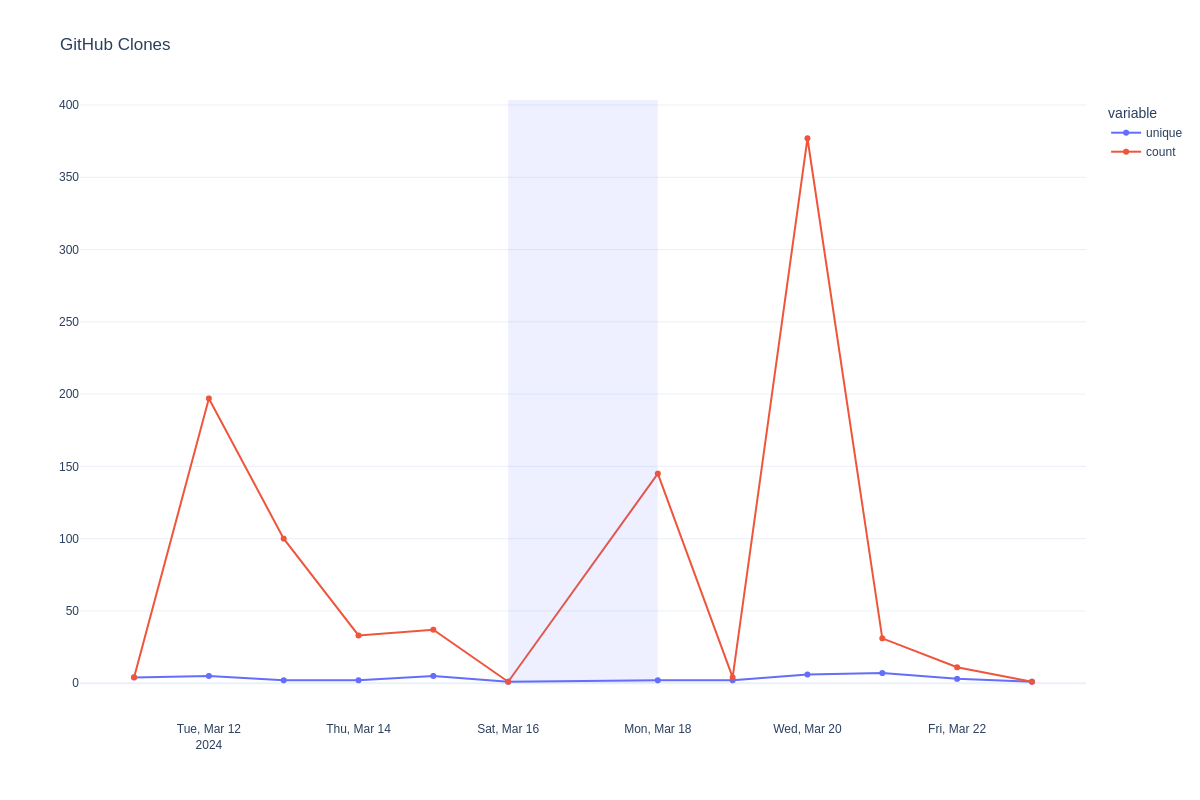 GitHub Clones
400
350
300
250
200
150
100
50
0
Tue, Mar 12
2024
Thu, Mar 14
Sat, Mar 16
Mon, Mar 18
Wed, Mar 20
Fri, Mar 22
variable
unique
count